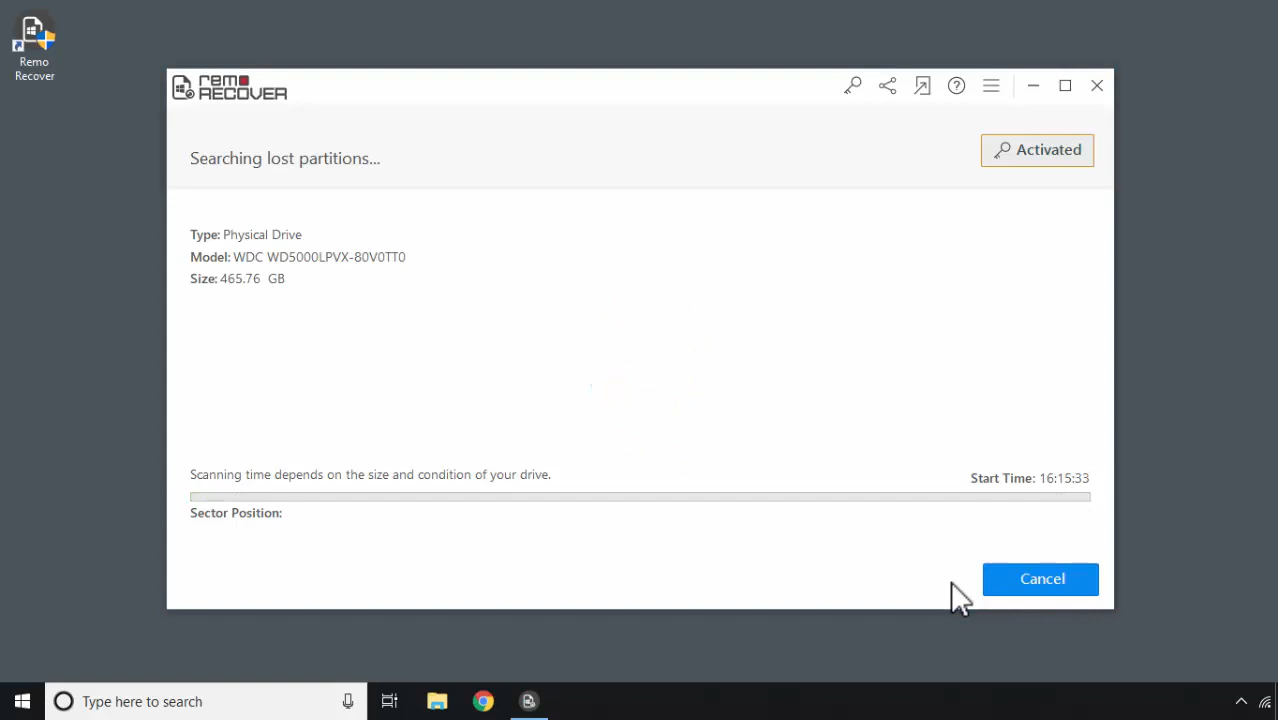 Remo
Recover
remo
RECOVER
Searching lost partitions...
Activated
Type: Physical Drive
Model: WDC WD5000LPVX-80V0TT0
Size: 465.76 GB
Scanning time depends on the size and condition of your drive.
Start Time: 16:15:33
Sector Position:
Cancel
Type here to search